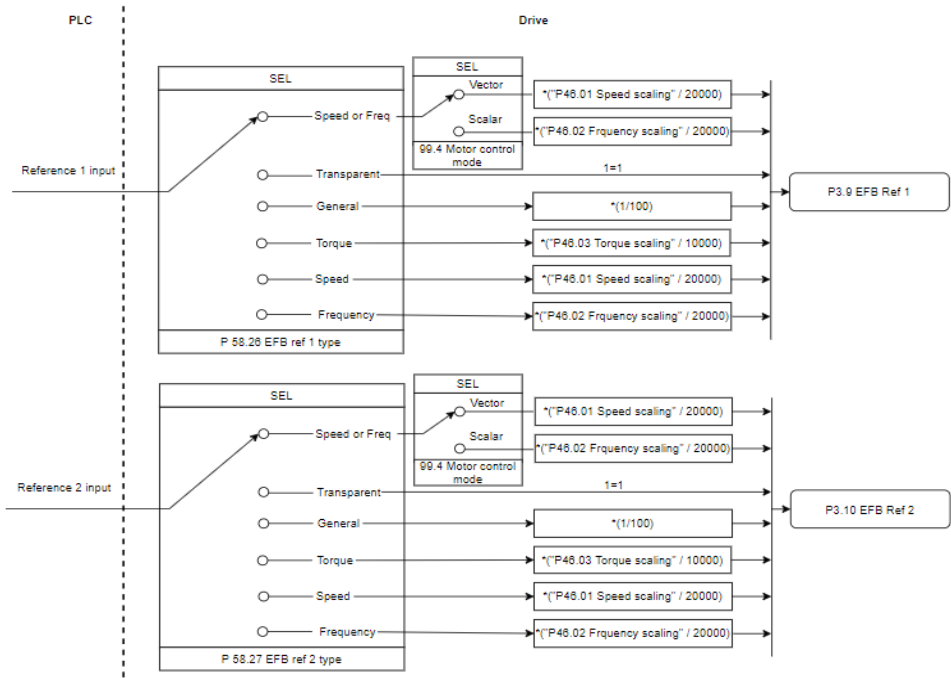 PLC
Drive
SEL
SEL
Vector
*("P46.01 Speed scaling" / 20000)
Speed or Freq
Scalar
*("P46.02 Frquency scaling" / 20000)
99.4 Motor control
mode
Reference 1 input
Transparent
1=1
P3.9 EFB Ref 1
General
*(1/100)
Torque
*("P46.03 Torque scaling" / 10000)
Speed
*("P46.01 Speed scaling" / 20000)
Frequency
*("P46.02 Frquency scaling" / 20000)
P 58.26 EFB ref 1 type
SEL
SEL
Vector
*("P46.01 Speed scaling" / 20000)
Speed or Freq
Scalar
*("P46.02 Frquency scaling" / 20000)
99.4 Motor control
mode
Reference 2 input
Transparent
1=1
P3.10 EFB Ref 2
General
*(1/100)
Torque
*("P46.03 Torque scaling" / 10000)
Speed
*("P46.01 Speed scaling" / 20000)
Frequency
*("P46.02 Frquency scaling" / 20000)
P 58.27 EFB ref 2 type